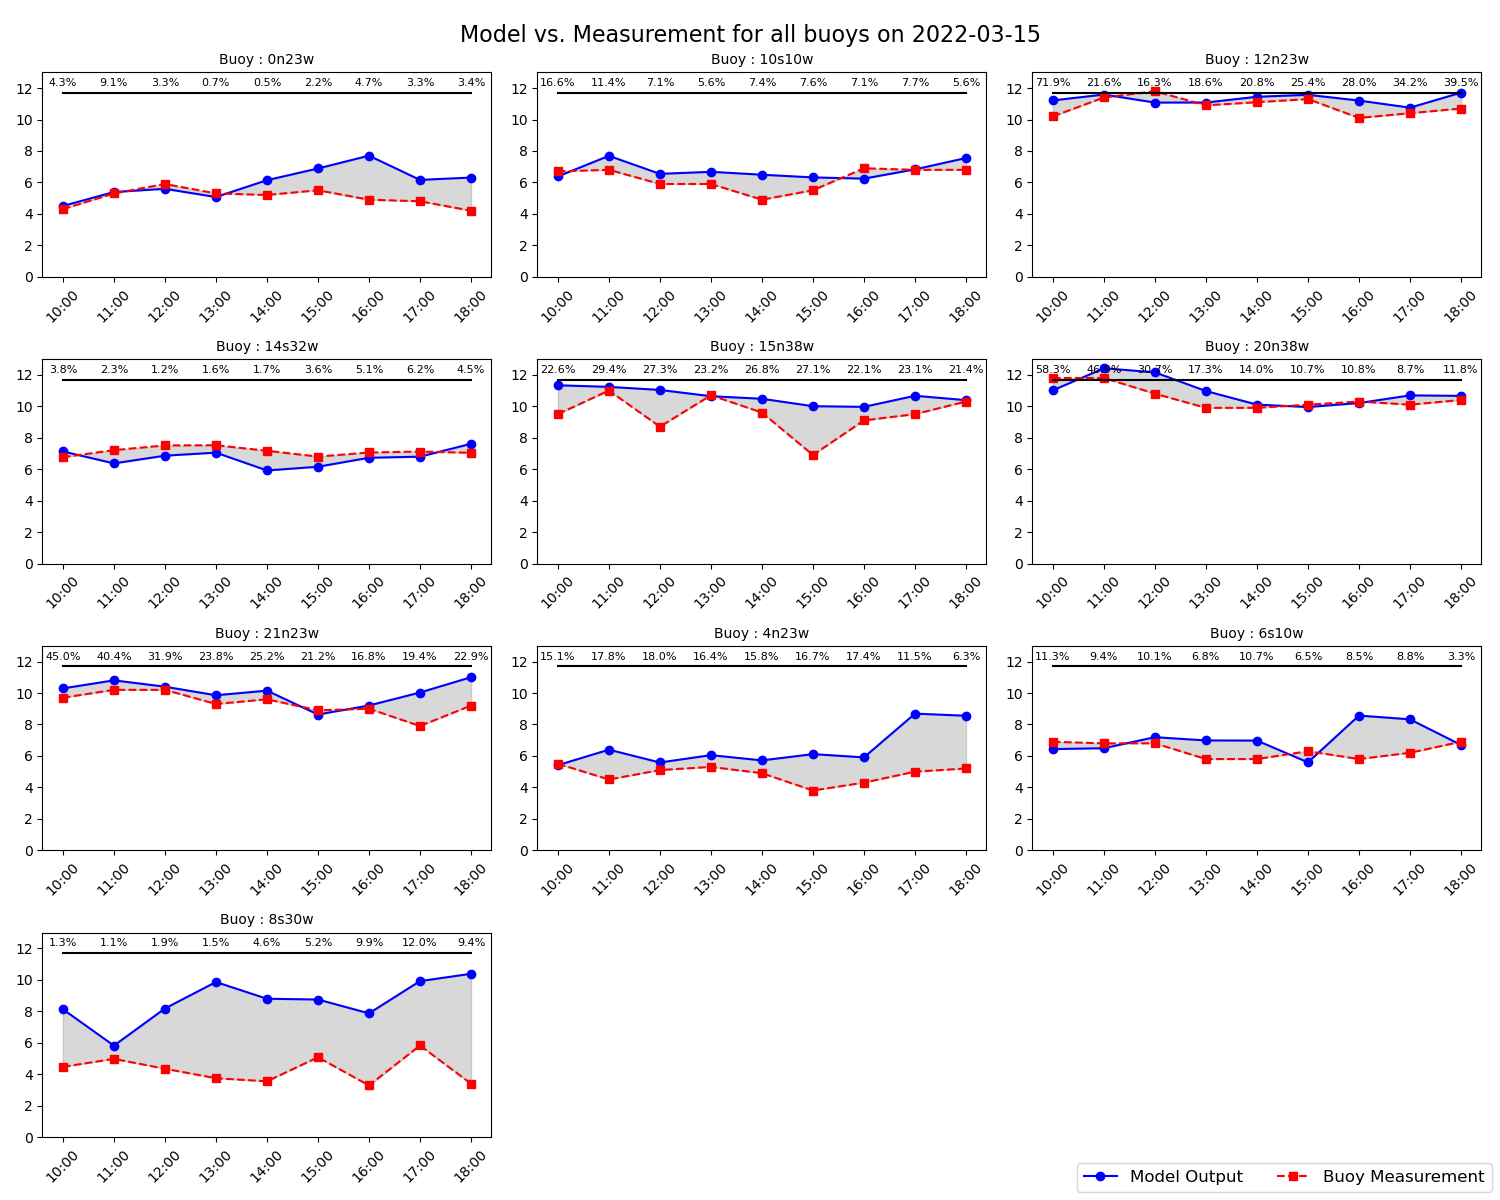 Model vs. Measurement for all buoys on 2022-03-15
Buoy : 0n23w
4.3% 9.1% 3.3% 0.7% 0.5% 2.2% 4.7% 3.3% 3.4%
12
10
8
6
4
2
0
10:00 11:00 12:00 13:00 14:00 15:00 16:00 17:00 18:00
Buoy : 10s10w
16.6% 11.4% 7.1% 5.6% 7.4% 7.6% 7.1% 7.7% 5.6%
12
10
8
6
4
2
0
10:00 11:00 12:00 13:00 14:00 15:00 16:00 17:00 18:00
Buoy : 12n23w
71.9% 21.6% 16.3% 18.6% 20.8% 25.4% 28.0% 34.2% 39.5%
12
10
8
6
4
2
0
10:00 11:00 12:00 13:00 14:00 15:00 16:00 17:00 18:00
Buoy : 14s32w
3.8% 2.3% 1.2% 1.6% 1.7% 3.6% 5.1% 6.2% 4.5%
12
10
8
6
4
2
0
10:00 11:00 12:00 13:00 14:00 15:00 16:00 17:00 18:00
Buoy : 15n38w
22.6% 29.4% 27.3% 23.2% 26.8% 27.1% 22.1% 23.1% 21.4%
12
10
8
6
4
2
0
10:00 11:00 12:00 13:00 14:00 15:00 16:00 17:00 18:00
Buoy : 20n38w
58.3% 17.3% 14.0% 10.7% 10.8% 8.7% 11.8%
12
10
8
6
4
2
0
10:00 11:00 12:00 13:00 14:00 15:00 16:00 17:00 18:00
Buoy : 21n23w
45.0% 40.4% 31.9% 23.8% 25.2% 21.2% 16.8% 19.4% 22.9%
12
10
8
6
4
2
0
10:00 11:00 12:00 13:00 14:00 15:00 16:00 17:00 18:00
Buoy : 4n23w
15.1% 17.8% 18.0% 16.4% 15.8% 16.7% 17.4% 11.5% 6.3%
12
10
8
6
4
2
0
10:00 11:00 12:00 13:00 14:00 15:00 16:00 17:00 18:00
Buoy : 6s10w
11.3% 9.4% 10.1% 6.8% 10.7% 6.5% 8.5% 8.8% 3.3%
12
10
8
6
4
2
0
10:00 11:00 12:00 13:00 14:00 15:00 16:00 17:00 18:00
Buoy : 8s30w
1.3% 1.1% 1.9% 1.5% 4.6% 5.2% 9.9% 12.0% 9.4%
12
10
8
6
4
2
0
10:00 11:00 12:00 13:00 14:00 15:00 16:00 17:00 18:00
Model Output Buoy Measurement